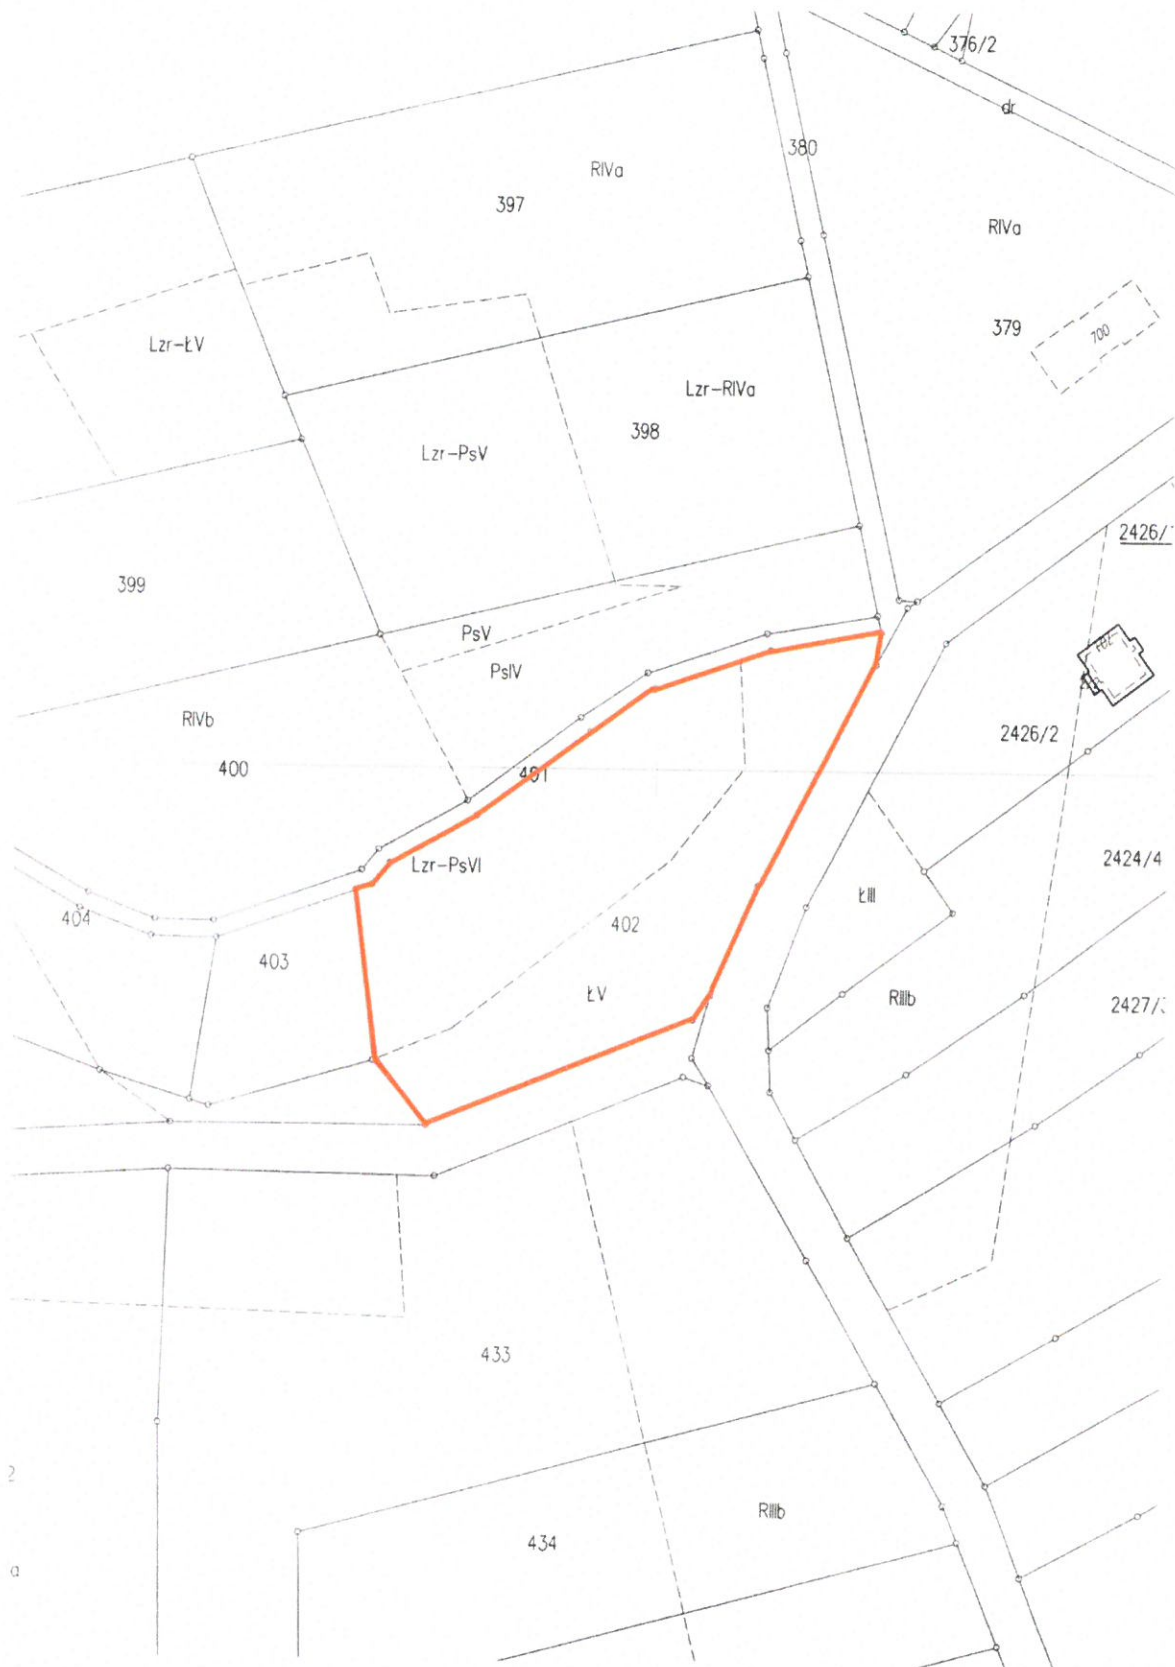 376/2
dr
380
RIVa
397
RIVa
379
700
Lzr-ŁV
Lzr-RIVa
398
Lzr-PsV
2426/
399
PsV
PsIV
RIVb
2426/2
400
401
Lzr-PsVI
2424/4
ŁIII
404
402
403
ŁV
RIIIb
2427/
433
2
RIIIb
434
a